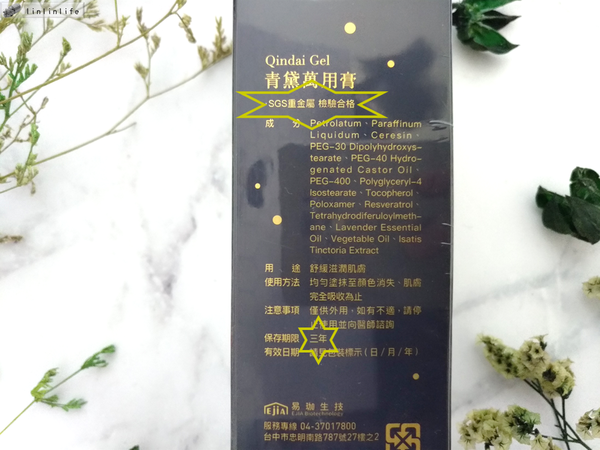 LinLinLife
Qindai Gel
青黛萬用膏
SGS重金屬 檢驗合格
成 分 Petrolatum、Paraffinum
Liquidum、Ceresin、
PEG-30 Dipolyhydroxys-
tearate、PEG-40 Hydro-
genated Castor Oil、
PEG-400、Polyglyceryl-4
Isostearate、Tocopherol、
Poloxamer、Resveratrol、
Tetrahydrodiferuloylmeth-
ane、Lavender Essential
Oil、Vegetable Oil、Isatis
Tinctoria Extract
用 途 舒緩滋潤肌膚
使用方法 均勻塗抹至顏色消失、肌膚
完全吸收為止
注意事項 僅供外用，如有不適，請停
止使用並向醫師諮詢
保存期限 三年
有效日期 請見包裝標示(日/月/年)
EJIA 易珈生技
EJIA Biotechnology
服務專線 04-37017800
台中市忠明南路787號27樓之2